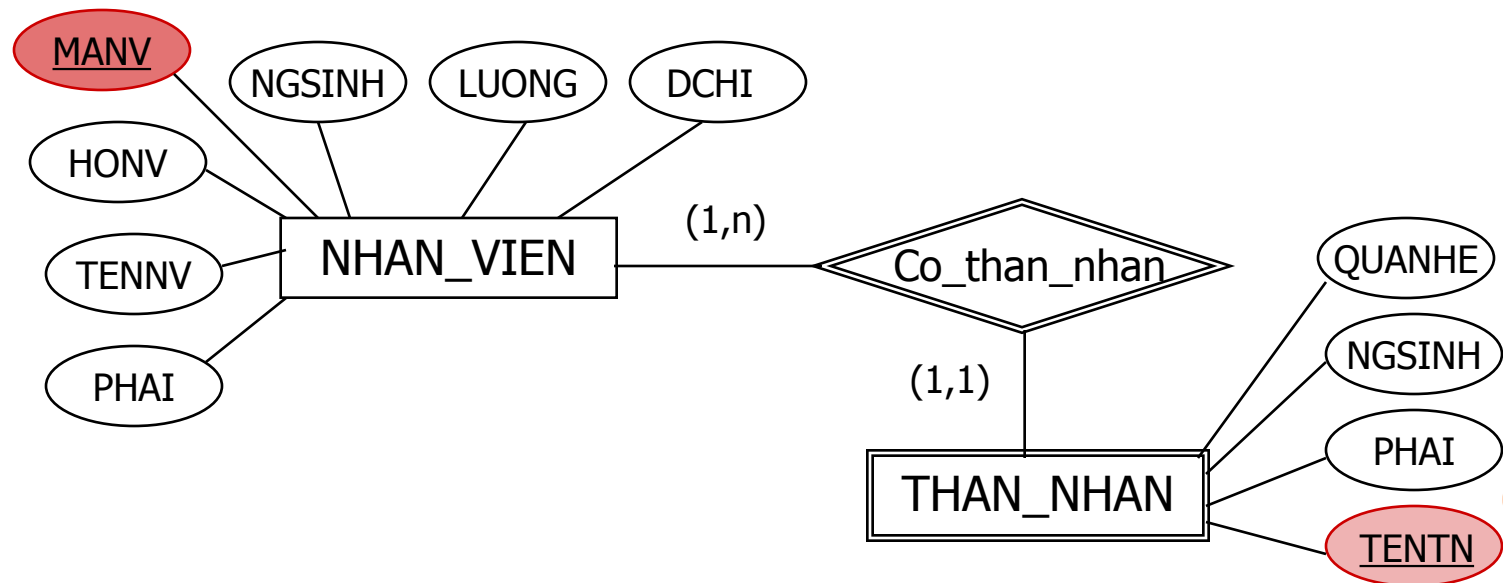 MANV
NGSINH
LUONG
DCHI
HONV
TENNV
PHAI
NHAN_VIEN
(1,n)
Co_than_nhan
(1,1)
THAN_NHAN
QUANHE
NGSINH
PHAI
TENTN